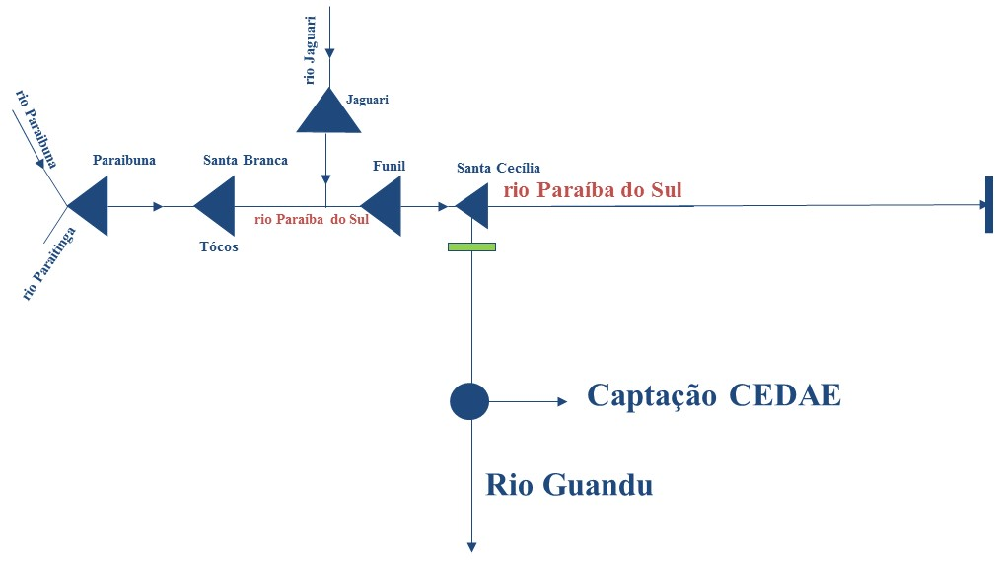 rio Jaguari
Jaguari
rio Paraibuna
Paraibuna
Santa Branca
Funil
Santa Cecília
rio Paraíba do Sul
rio Paraíba do Sul
Tócos
rio Paraitinga
Captação CEDAE
Rio Guandu